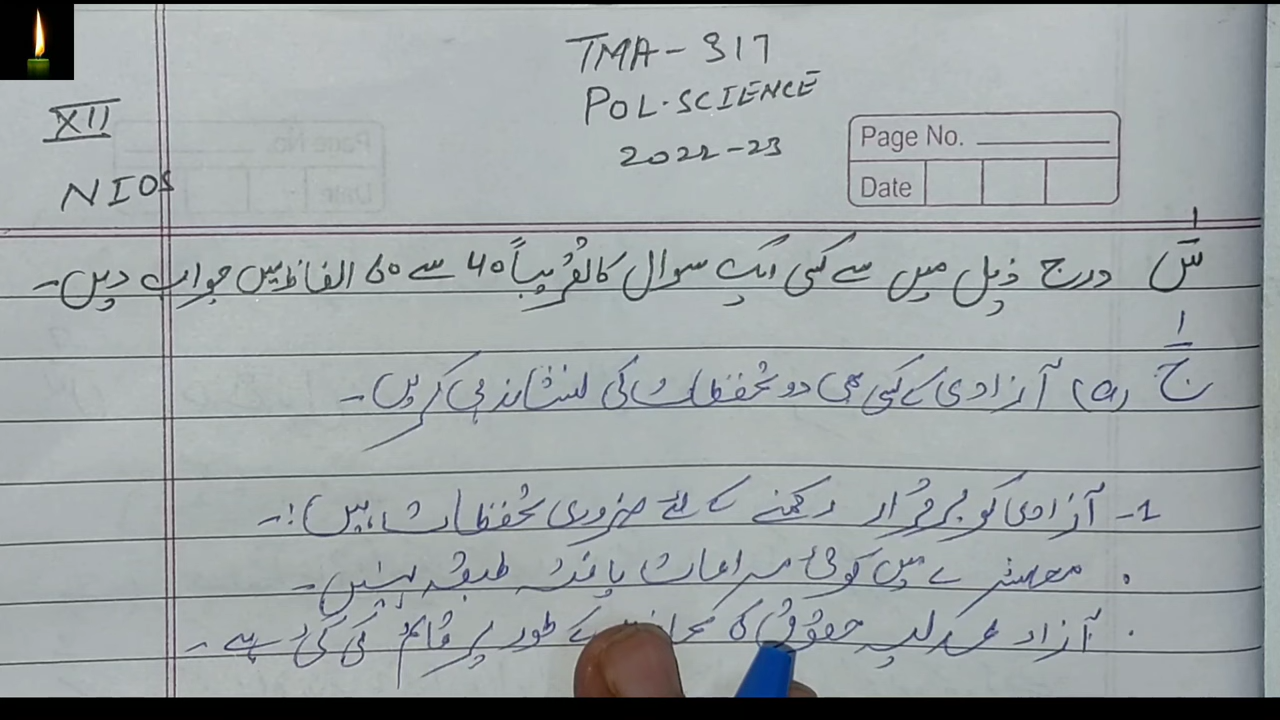 TMA-317
POL.SCIENCE
2022-23
XII
NIOS
Page No.
Date
س ۱ درج ذیل میں سے کسی ایک سوال کا تقریباً 40 سے 60 الفاظ میں جواب دیں۔
ج ۱ (a) آزادی کے کسی بھی دو تحفظات کی نشاندہی کریں۔
1- آزادی کو برقرار رکھنے کے لئے ضروری تحفظات ہیں:-
• معاشرے میں کوئی مراعات یافتہ طبقہ نہیں۔
• آزاد عدلیہ حقوق کا کے طور پر قائم کی گئی ہے۔